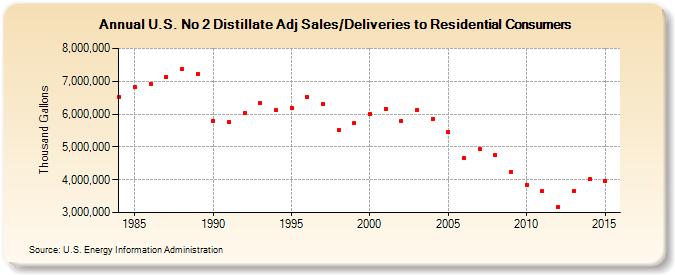 Annual U.S. No 2 Distillate Adj Sales/Deliveries to Residential Consumers
Thousand Gallons
8,000,000
7,000,000
6,000,000
5,000,000
4,000,000
3,000,000
1985 1990 1995 2000 2005 2010 2015
Source: U.S. Energy Information Administration